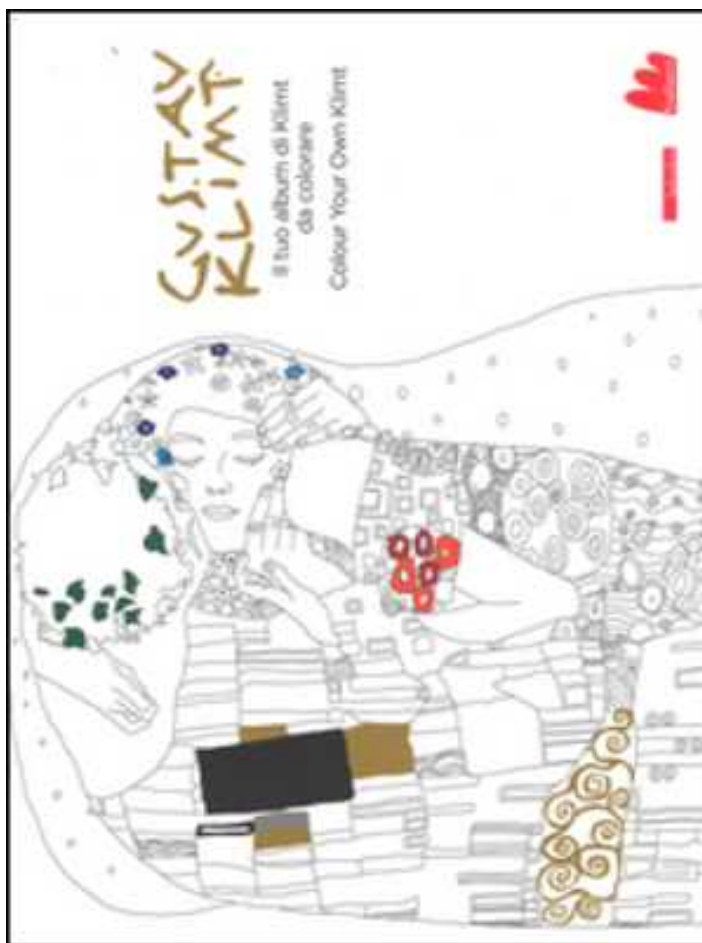 GUSTAV
KLIMT
Il tuo album di Klimt
da colorare
Colour Your Own Klimt